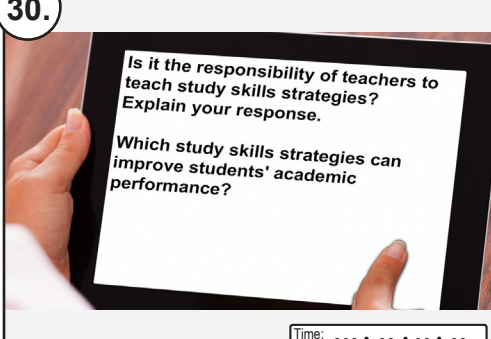 30.
Is it the responsibility of teachers to
teach study skills strategies?
Explain your response.
Which study skills strategies can
improve students' academic
performance?
Time: